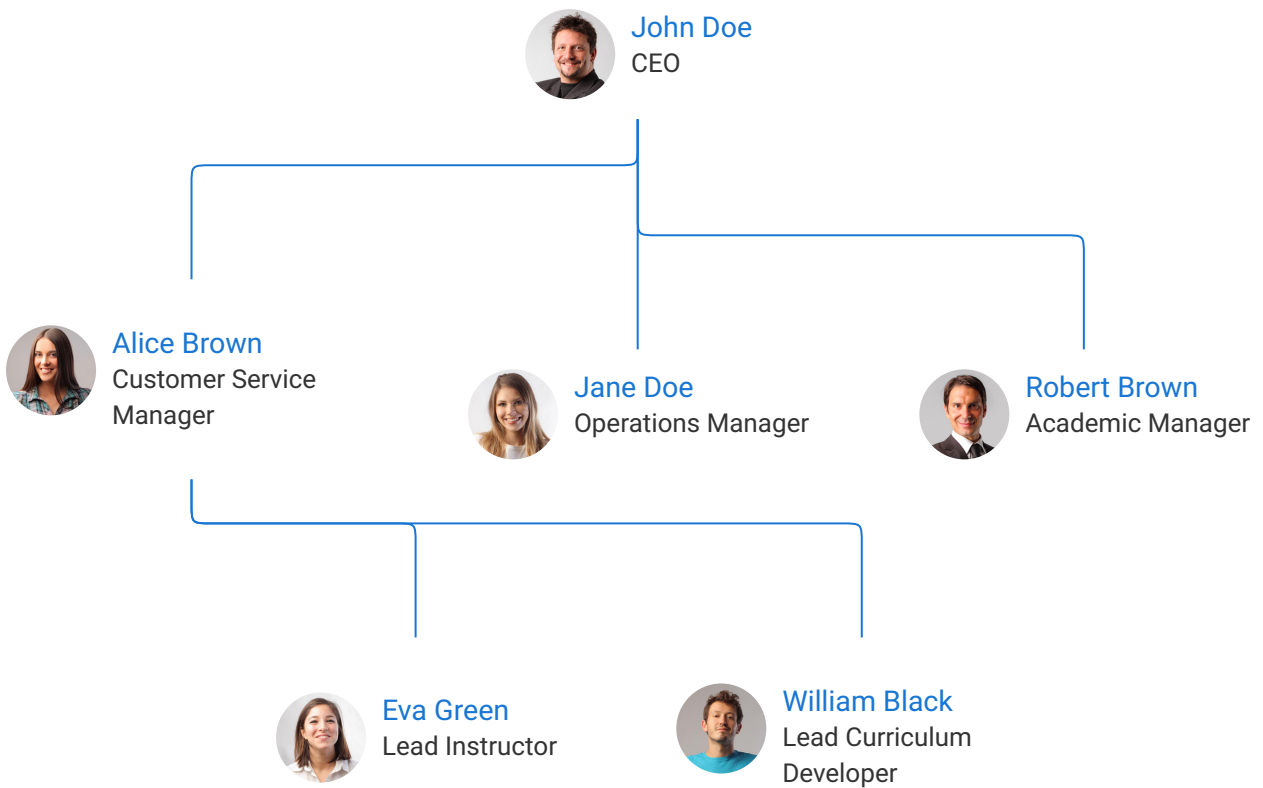 John Doe
CEO
Alice Brown
Customer Service
Manager
Jane Doe
Operations Manager
Robert Brown
Academic Manager
Eva Green
Lead Instructor
William Black
Lead Curriculum
Developer